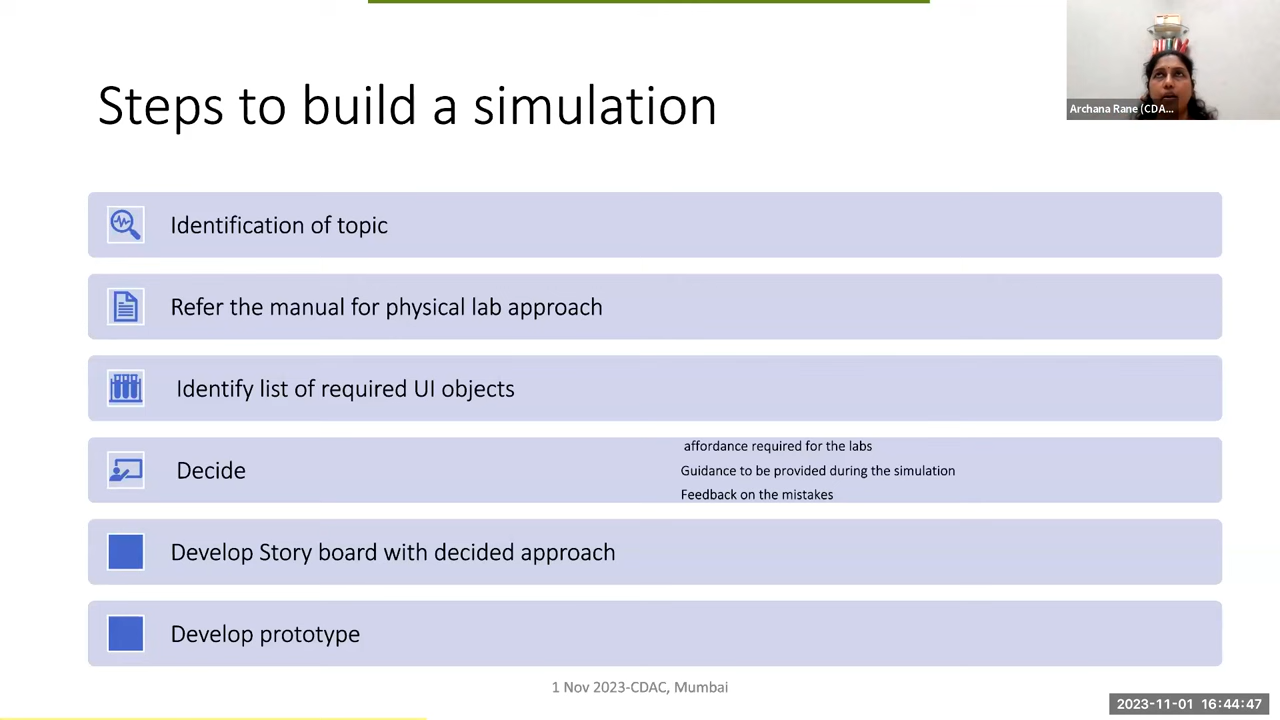 Steps to build a simulation
Archana Rane (CDA...
Identification of topic
Refer the manual for physical lab approach
Identify list of required UI objects
Decide
affordance required for the labs
Guidance to be provided during the simulation
Feedback on the mistakes
Develop Story board with decided approach
Develop prototype
1 Nov 2023-CDAC, Mumbai
2023-11-01 16:44:47